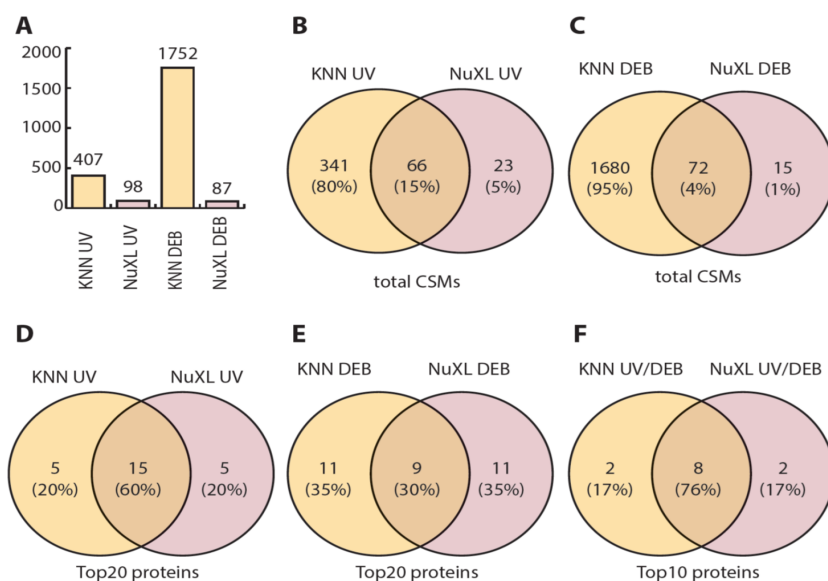 A
2000
1500
1000
500
0
407
98
1752
87
KNN UV
NuXL UV
KNN DEB
NuXL DEB
B
KNN UV
NuXL UV
341
(80%)
66
(15%)
23
(5%)
total CSMs
C
KNN DEB
NuXL DEB
1680
(95%)
72
(4%)
15
(1%)
total CSMs
D
KNN UV
NuXL UV
5
(20%)
15
(60%)
5
(20%)
Top20 proteins
E
KNN DEB
NuXL DEB
11
(35%)
9
(30%)
11
(35%)
Top20 proteins
F
KNN UV/DEB
NuXL UV/DEB
2
(17%)
8
(76%)
2
(17%)
Top10 proteins